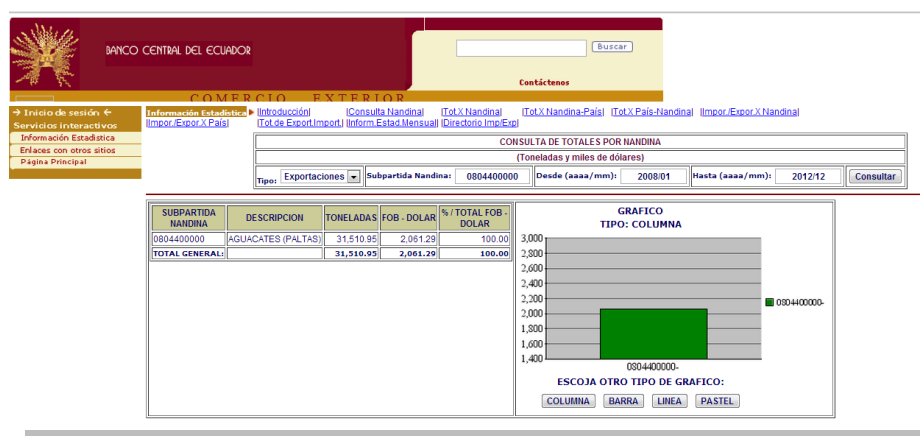 BANCO CENTRAL DEL ECUADOR
Buscar
Contáctenos
COMERCIO EXTERIOR
→ Inicio de sesión ←
Servicios interactivos
Información Estadística
Enlaces con otros sitios
Página Principal
Información Estadística |Introducción| |Consulta Nandina| |Tot.X Nandina| |Tot.X Nandina-País| |Tot.X País-Nandina| |Impor./Expor.X Nandina|
|Impor./Expor.X País| |Tot.de Export.Import.| |Inform.Estad.Mensual| |Directorio Imp/Exp|
CONSULTA DE TOTALES POR NANDINA
(Toneladas y miles de dólares)
Tipo: Exportaciones Subpartida Nandina: 0804400000 Desde (aaaa/mm): 2008/01 Hasta (aaaa/mm): 2012/12 Consultar
SUBPARTIDA NANDINA DESCRIPCION TONELADAS FOB - DOLAR % / TOTAL FOB - DOLAR
0804400000 AGUACATES (PALTAS) 31,510.95 2,061.29 100.00
TOTAL GENERAL: 31,510.95 2,061.29 100.00
GRAFICO
TIPO: COLUMNA
3,000
2,800
2,600
2,400
2,200
2,000
1,800
1,600
1,400
0804400000-
0804400000-
ESCOJA OTRO TIPO DE GRAFICO:
COLUMNA BARRA LINEA PASTEL